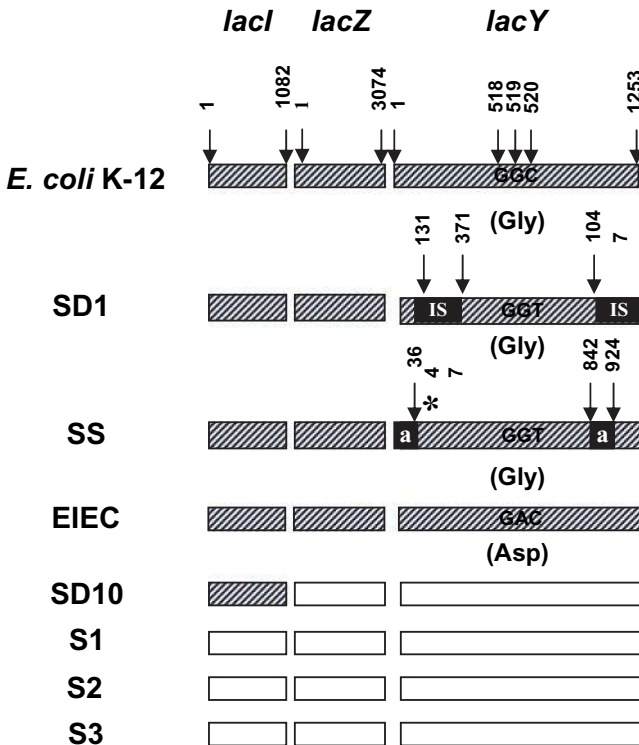 lacI lacZ lacY
1 1082 1 3074 1 518 519 520 1253
E. coli K-12 GGC
(Gly) 131 371 104
7
SD1 IS GGT IS
(Gly)
36
4
7 842 924
*
SS a GGT a
(Gly)
EIEC GAC
(Asp)
SD10
S1
S2
S3